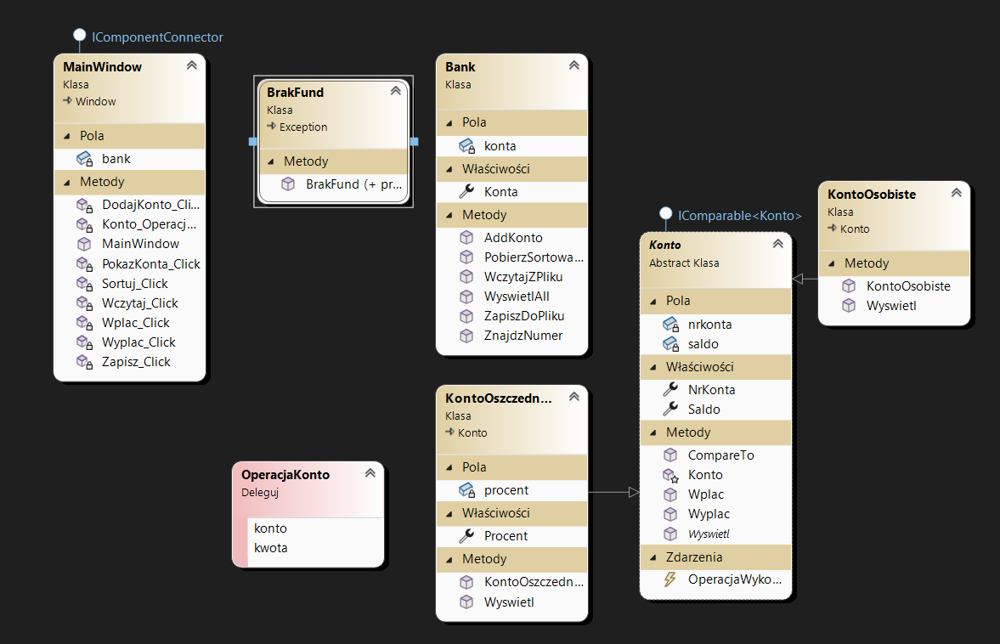 IComponentConnector
MainWindow
Klasa
Window
Pola
bank
Metody
DodajKonto_Cli...
Konto_Operacj...
MainWindow
PokazKonta_Click
Sortuj_Click
Wczytaj_Click
Wplac_Click
Wyplac_Click
Zapisz_Click
BrakFund
Klasa
Exception
Metody
BrakFund (+ pr...
Bank
Klasa
Pola
konta
Właściwości
Konta
Metody
AddKonto
PobierzSortowa...
WczytajZPliku
WyswietlAll
ZapiszDoPliku
ZnajdzNumer
IComparable<Konto>
Konto
Abstract Klasa
Pola
nrkonta
saldo
Właściwości
NrKonta
Saldo
Metody
CompareTo
Konto
Wplac
Wyplac
Wyswietl
Zdarzenia
OperacjaWyko...
KontoOsobiste
Klasa
Konto
Metody
KontoOsobiste
Wyswietl
KontoOszczedn...
Klasa
Konto
Pola
procent
Właściwości
Procent
Metody
KontoOszczedn...
Wyswietl
OperacjaKonto
Deleguj
konto
kwota